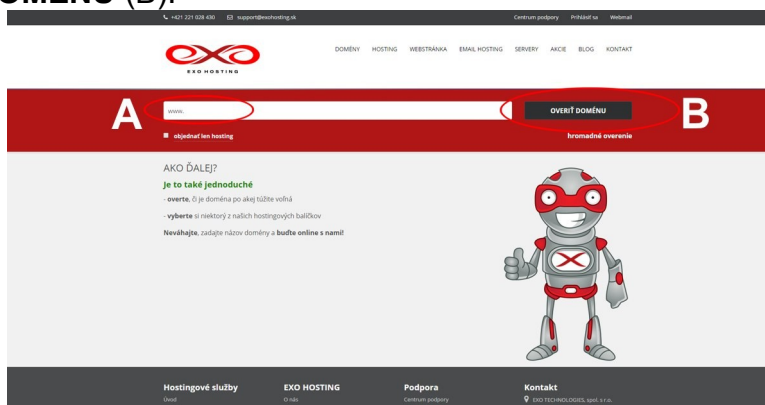 OMÉNU (B).
+421 221 028 430 support@exohosting.sk Centrum podpory Prihlásiť sa Webmail
EXO HOSTING
DOMÉNY HOSTING WEBSTRÁNKA EMAIL HOSTING SERVERY AKCIE BLOG KONTAKT
A www. OVERIŤ DOMÉNU B
objednať len hosting hromadné overenie
AKO ĎALEJ?
Je to také jednoduché
- overte, či je doména po akej túžite voľná
- vyberte si niektorý z našich hostingových balíčkov
Neváhajte, zadajte názov domény a buďte online s nami!
Hostingové služby EXO HOSTING Podpora Kontakt
Úvod O nás Centrum podpory EXO TECHNOLOGIES, spol. s r.o.